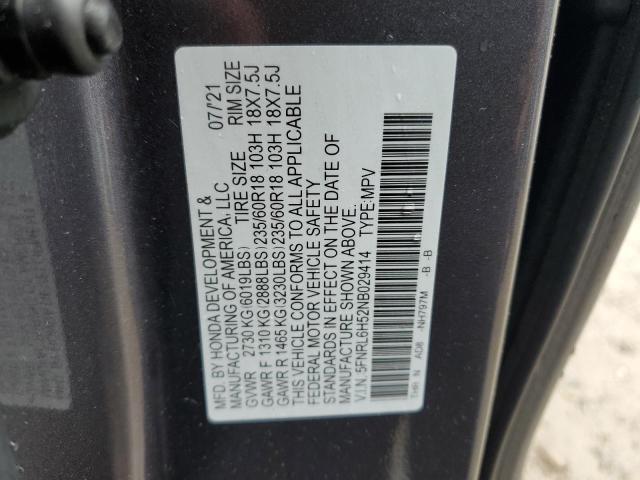 MFD. BY HONDA DEVELOPMENT & 07/'21
MANUFACTURING OF AMERICA, LLC
TIRE SIZE RIM SIZE
GVWR 2730 KG (6019LBS)
GAWR F 1310 KG (2888LBS) 235/60R18 103H 18X7.5J
GAWR R 1465 KG (3230LBS) 235/60R18 103H 18X7.5J
THIS VEHICLE CONFORMS TO ALL APPLICABLE
FEDERAL MOTOR VEHICLE SAFETY
STANDARDS IN EFFECT ON THE DATE OF
MANUFACTURE SHOWN ABOVE.
V.I.N. :5FNRL6H52NB029414 TYPE:MPV
THR N AD8 -NH797M -B -B